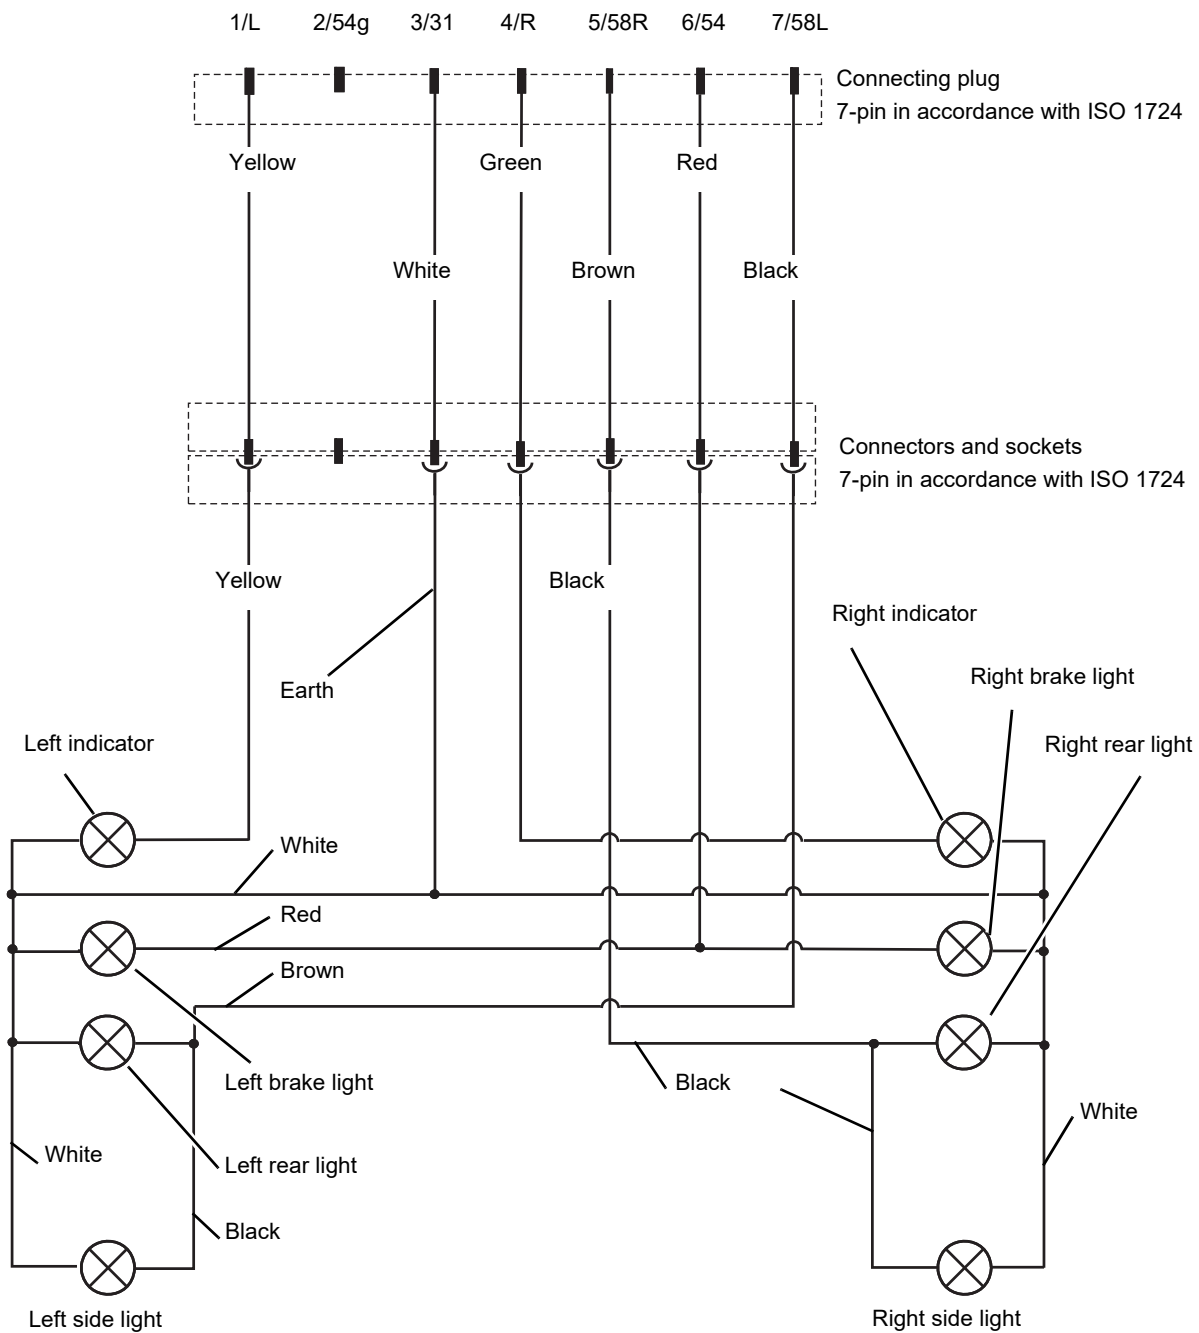 1/L 2/54g 3/31 4/R 5/58R 6/54 7/58L
Connecting plug
7-pin in accordance with ISO 1724
Yellow Green Red
White Brown Black
Connectors and sockets
7-pin in accordance with ISO 1724
Yellow Black
Right indicator
Earth
Right brake light
Left indicator
Right rear light
White
Red
Brown
Left brake light
Black
White
White
Left rear light
Black
Left side light
Right side light